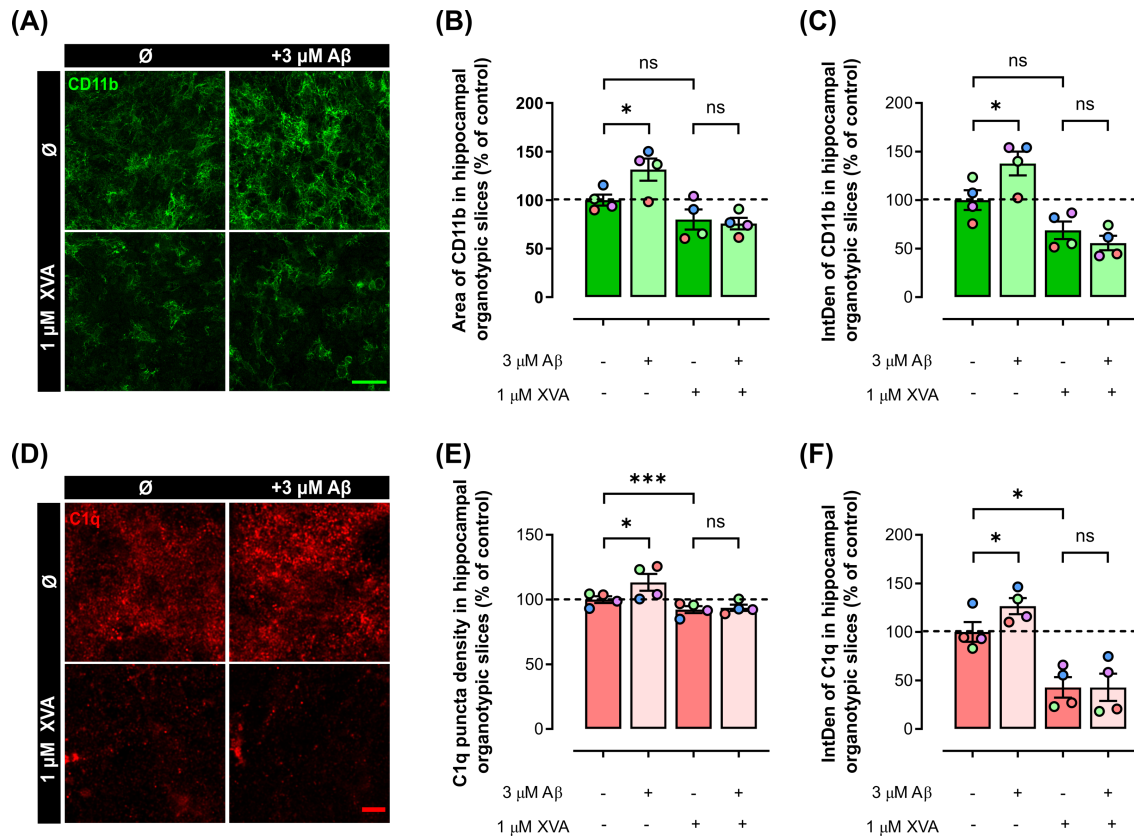 (A)
Ø
+3 µM Aβ
CD11b
Ø
1 µM XVA
(B)
Area of CD11b in hippocampal
organotypic slices (% of control)
200
150
100
50
0
ns
*
ns
3 µM Aβ
- + - +
1 µM XVA
- - + +
(C)
IntDen of CD11b in hippocampal
organotypic slices (% of control)
200
150
100
50
0
ns
*
ns
3 µM Aβ
- + - +
1 µM XVA
- - + +
(D)
Ø
+3 µM Aβ
C1q
Ø
1 µM XVA
(E)
C1q puncta density in hippocampal
organotypic slices (% of control)
150
100
50
0
***
*
ns
3 µM Aβ
- + - +
1 µM XVA
- - + +
(F)
IntDen of C1q in hippocampal
organotypic slices (% of control)
200
150
100
50
0
*
*
ns
3 µM Aβ
- + - +
1 µM XVA
- - + +